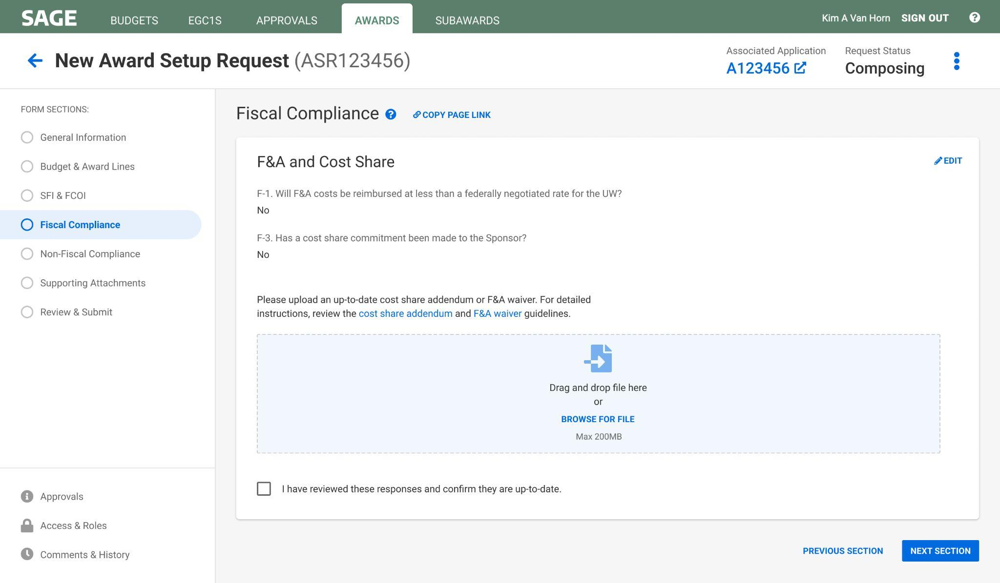 SAGE
BUDGETS
EGC1S
APPROVALS
AWARDS
SUBAWARDS
Kim A Van Horn
SIGN OUT
?
New Award Setup Request (ASR123456)
Associated Application
A123456
Request Status
Composing
FORM SECTIONS:
General Information
Budget & Award Lines
SFI & FCOI
Fiscal Compliance
Non-Fiscal Compliance
Supporting Attachments
Review & Submit
Approvals
Access & Roles
Comments & History
Fiscal Compliance ?
COPY PAGE LINK
F&A and Cost Share
EDIT
F-1. Will F&A costs be reimbursed at less than a federally negotiated rate for the UW?
No
F-3. Has a cost share commitment been made to the Sponsor?
No
Please upload an up-to-date cost share addendum or F&A waiver. For detailed
instructions, review the cost share addendum and F&A waiver guidelines.
Drag and drop file here
or
BROWSE FOR FILE
Max 200MB
I have reviewed these responses and confirm they are up-to-date.
PREVIOUS SECTION
NEXT SECTION